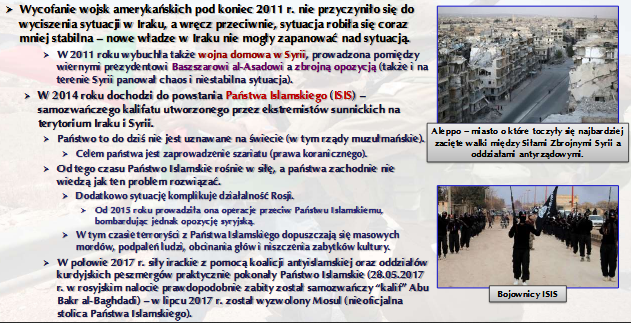 Wycofanie wojsk amerykańskich pod koniec 2011 r. nie przyczyniło się do
wyciszenia sytuacji w Iraku, a wręcz przeciwnie, sytuacja robiła się coraz
mniej stabilna – nowe władze w Iraku nie mogły zapanować nad sytuacją.
W 2011 roku wybuchła także wojna domowa w Syrii, prowadzona pomiędzy
wiernymi prezydentowi Baszszarowi al-Asadowi a zbrojną opozycją (także i na
terenie Syrii panował chaos i niestabilna sytuacja).
W 2014 roku dochodzi do powstania Państwa Islamskiego (ISIS) –
samozwańczego kalifatu utworzonego przez ekstremistów sunnickich na
terytorium Iraku i Syrii.
Państwo to do dziś nie jest uznawane na świecie (w tym rządy muzułmańskie).
Celem państwa jest zaprowadzenie szariatu (prawa koranicznego).
Od tego czasu Państwo Islamskie rośnie w siłę, a państwa zachodnie nie
wiedzą jak ten problem rozwiązać.
Dodatkowo sytuację komplikuje działalność Rosji.
Od 2015 roku prowadziła ona operacje przeciw Państwu Islamskiemu,
bombardując jednak opozycję syryjską.
W tym czasie terroryści z Państwa Islamskiego dopuszczają się masowych
mordów, podpaleń ludzi, obcinania głów i niszczenia zabytków kultury.
W połowie 2017 r. siły irackie z pomocą koalicji antyislamskiej oraz oddziałów
kurdyjskich peszmergów praktycznie pokonały Państwo Islamskie (28.05.2017
r. w rosyjskim nalocie prawdopodobnie zabity został samozwańczy "kalif" Abu
Bakr al-Baghdadi) – w lipcu 2017 r. został wyzwolony Mosul (nieoficjalna
stolica Państwa Islamskiego).
Aleppo – miasto o które toczyły się najbardziej
zacięte walki między Siłami Zbrojnymi Syrii a
oddziałami antyrządowymi.
Bojownicy ISIS